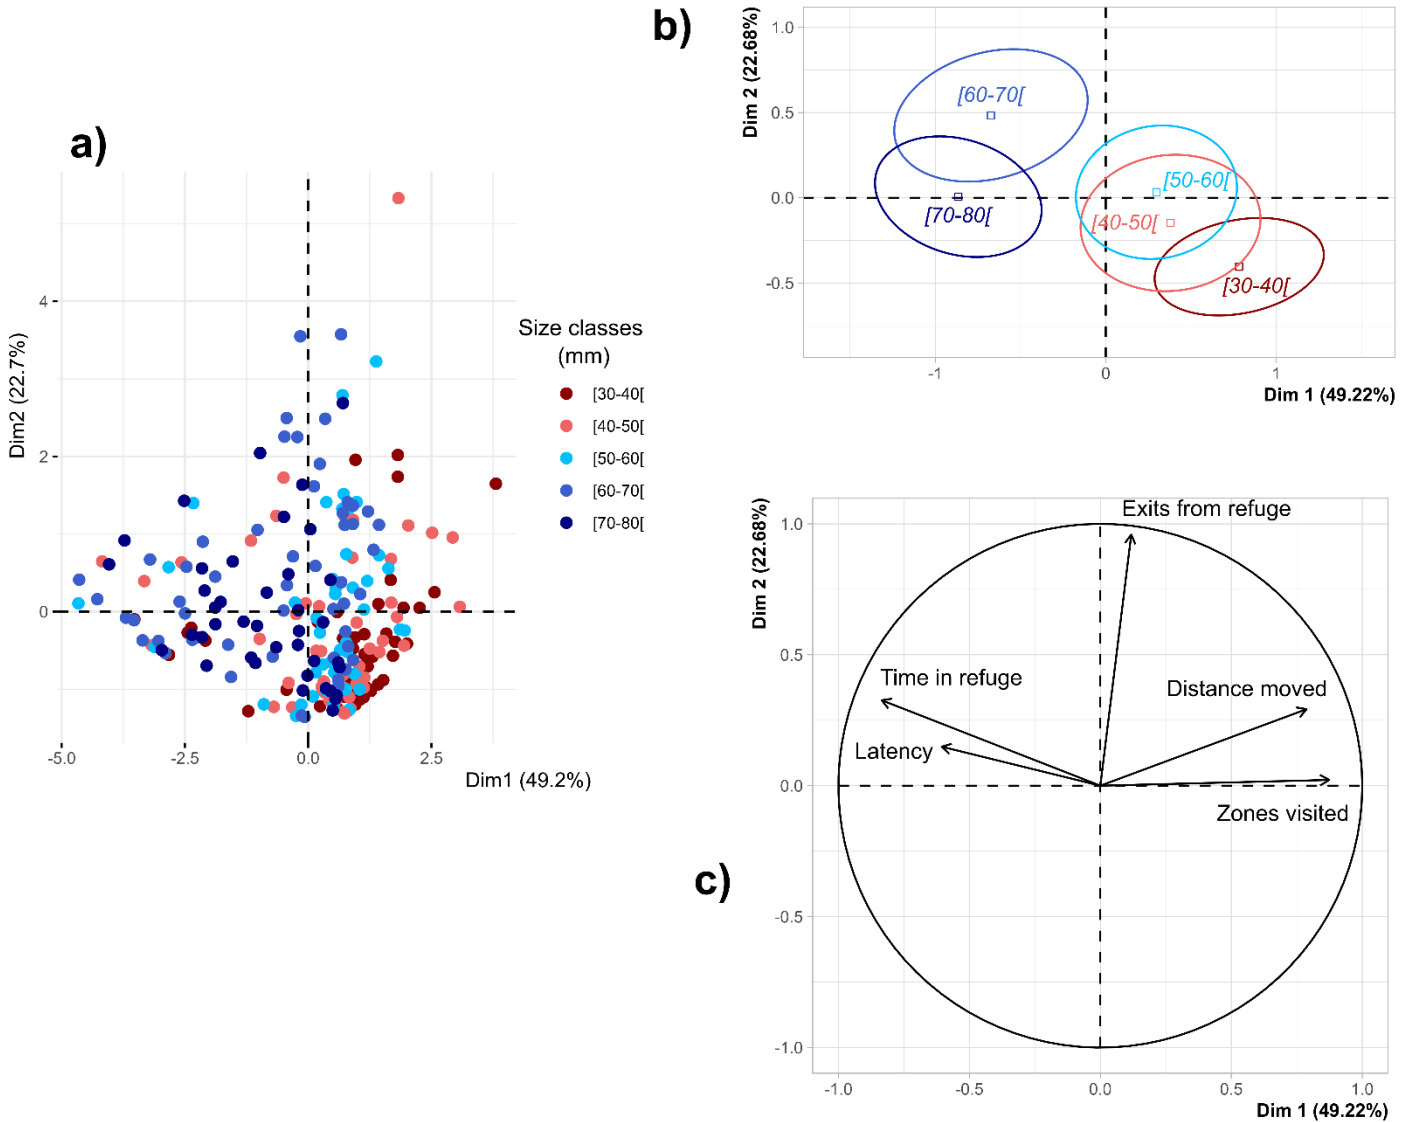 a)
4
2
0
-5.0
-2.5
0.0
2.5
Dim1 (49.2%)
Dim2 (22.7%)
Size classes
(mm)
[30-40[
[40-50[
[50-60[
[60-70[
[70-80[
b)
Dim 2 (22.68%)
1.0
0.5
0.0
-0.5
[60-70[
[50-60[
[70-80[
[40-50[
[30-40[
-1
0
1
Dim 1 (49.22%)
c)
Dim 2 (22.68%)
1.0
0.5
0.0
-0.5
-1.0
Exits from refuge
Time in refuge
Distance moved
Latency
Zones visited
-1.0
-0.5
0.0
0.5
1.0
Dim 1 (49.22%)